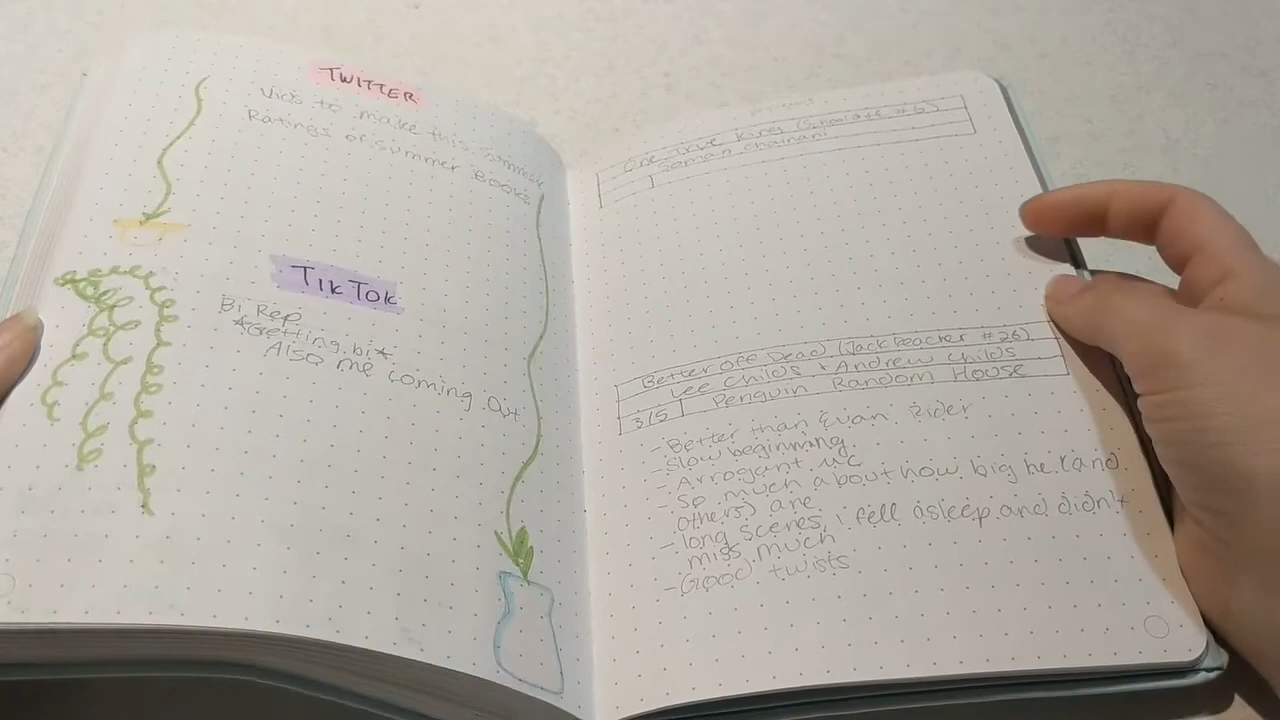 TWITTER
Vids to make this summer
Ratings of summer books
TIKTOK
Bi Rep
*Getting bi*
Also me coming out
One True King (School of #6)
Soman Chainani
Better off Dead (Jack Reacher #26)
Lee Childs + Andrew Childs
3/5 Penguin Random House
- Better than Evan Rider
- Slow beginning
- Arrogant MC
- So much about how big he (and
others) are
- long scenes, I fell asleep and didn't
miss much
- Good twists